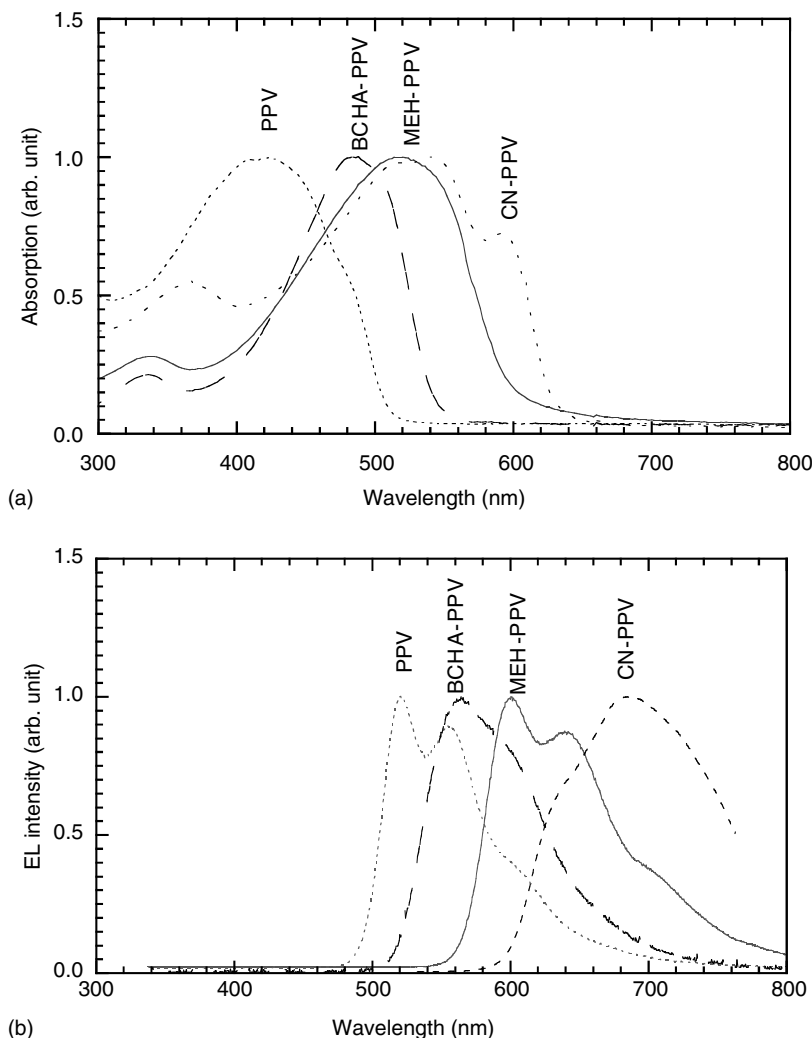 1.5
PPV
BCHA-PPV
MEH-PPV
CN-PPV
1.0
Absorption (arb. unit)
0.5
0.0
300 400 500 600 700 800
(a)
Wavelength (nm)
1.5
PPV
BCHA-PPV
MEH-PPV
CN-PPV
1.0
EL intensity (arb. unit)
0.5
0.0
300 400 500 600 700 800
(b)
Wavelength (nm)